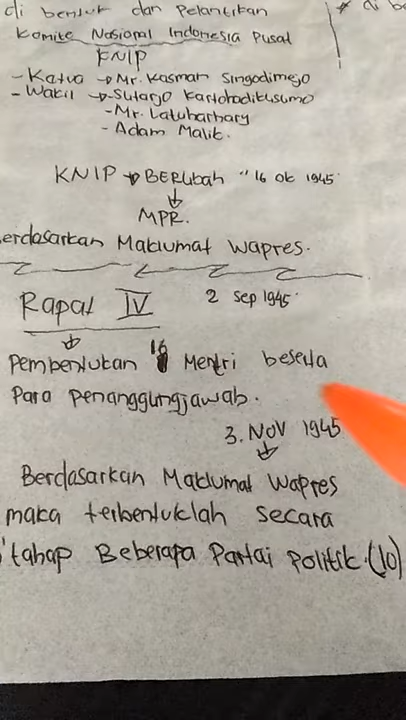 di bentuk dan Pelantikan
Komite Nasional Indonesia Pusat
KNIP
- Ketua → Mr. Kasman Singodimejo
- Wakil → Sutarjo Kartohadikusumo
- Mr. Latuharhary
- Adam Malik.
KNIP → BERUbah "16 Ok 1945
MPR.
erdasarkan Maklumat Wapres.
Rapat IV 2 Sep 1945
Pembentukan 16 Mentri beserta
Para penanggungjawab.
3. NOV 1945
Berdasarkan Maklumat Wapres
maka terbentuklah secara
tahap Beberapa Partai Politik. (10)